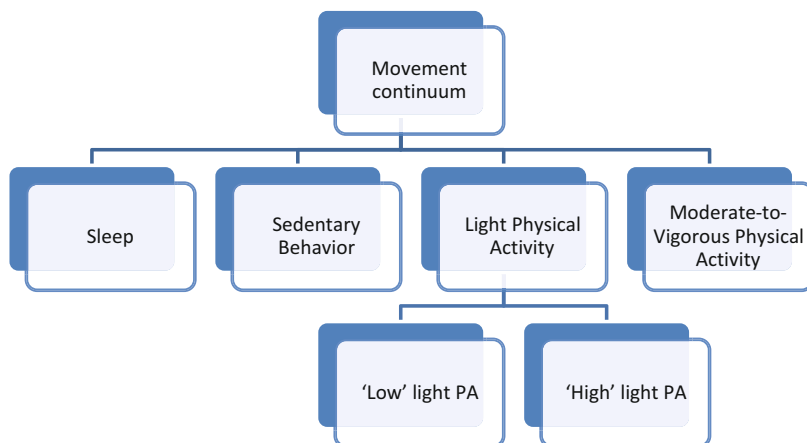 Movement
continuum
Sleep
Sedentary
Behavior
Light Physical
Activity
Moderate-to-
Vigorous Physical
Activity
‘Low’ light PA
‘High’ light PA